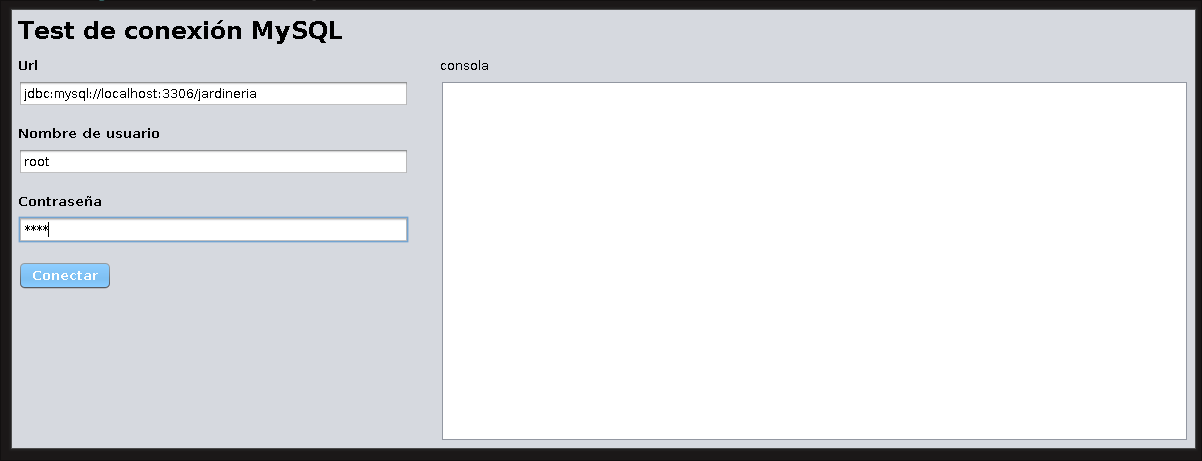 Test de conexión MySQL
Url
jdbc:mysql://localhost:3306/jardineria
Nombre de usuario
root
Contraseña
****
Conectar
consola